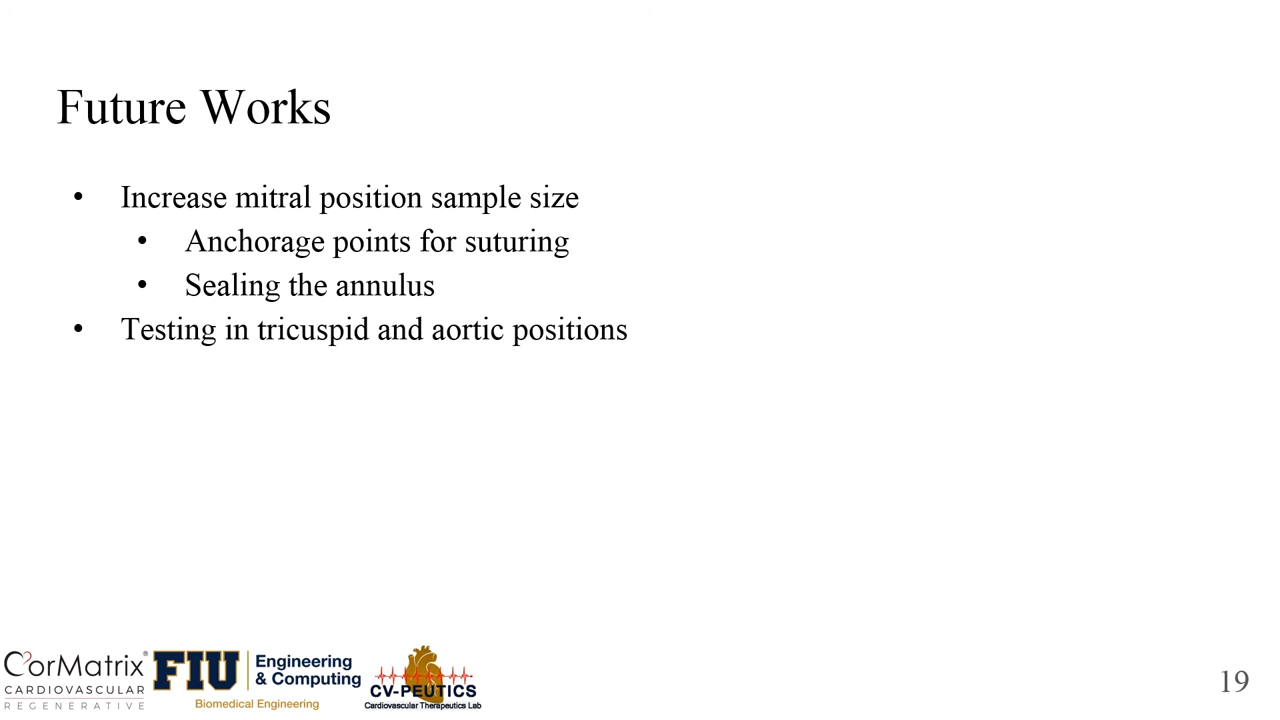 Future Works
• Increase mitral position sample size
• Anchorage points for suturing
• Sealing the annulus
• Testing in tricuspid and aortic positions
CorMatrix®
CARDIOVASCULAR
REGENERATIVE
FIU Engineering
& Computing
Biomedical Engineering
CV-PEUTICS
Cardiovascular Therapeutics Lab
19